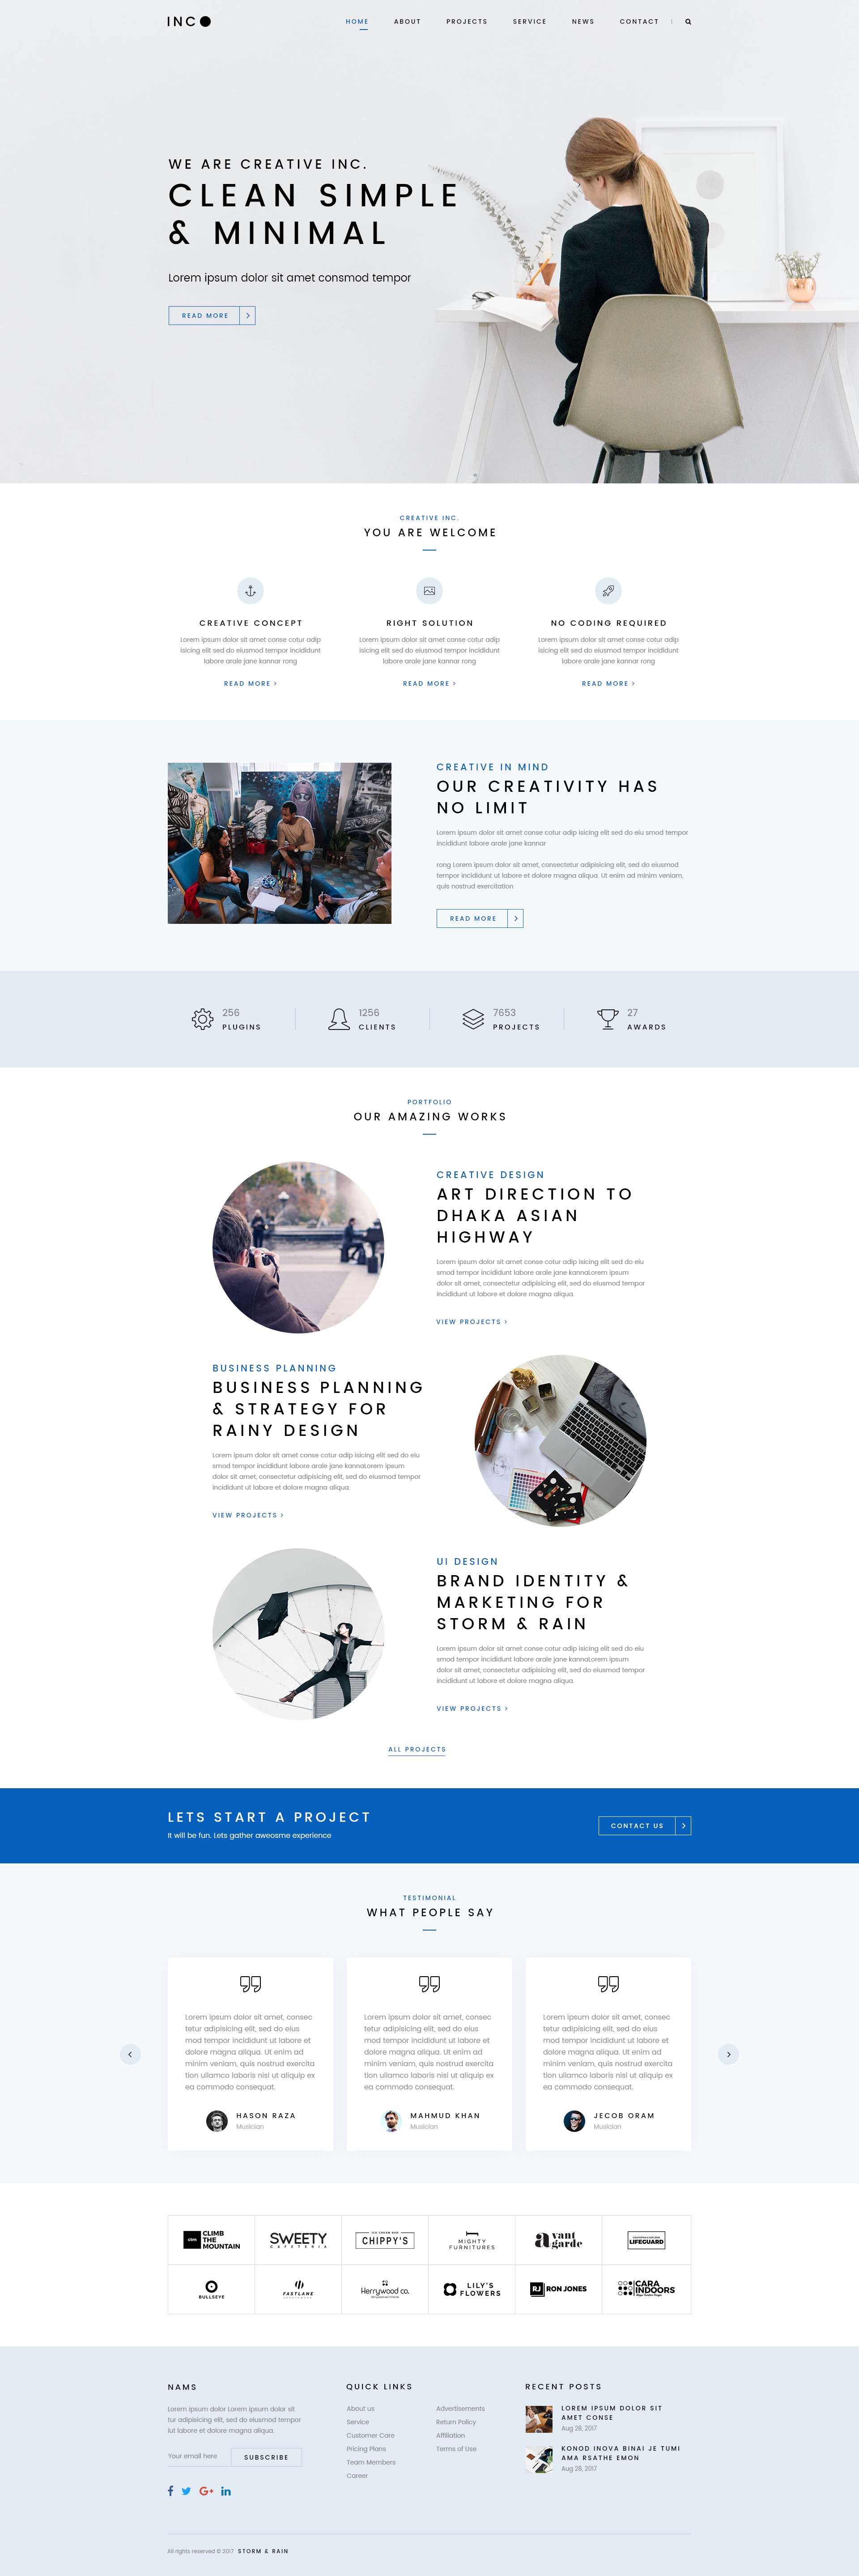 INC
HOME ABOUT PROJECTS SERVICE NEWS CONTACT
WE ARE CREATIVE INC.
CLEAN SIMPLE
& MINIMAL
Lorem ipsum dolor sit amet consmod tempor
READ MORE
CREATIVE INC.
YOU ARE WELCOME
CREATIVE CONCEPT
Lorem ipsum dolor sit amet conse catur adip
isicing elit sed do eiusmod tempor incididunt
labore arale jane kannar rong
READ MORE >
RIGHT SOLUTION
Lorem ipsum dolor sit amet conse catur adip
isicing elit sed do eiusmod tempor incididunt
labore arale jane kannar rong
READ MORE >
NO CODING REQUIRED
Lorem ipsum dolor sit amet conse catur adip
isicing elit sed do eiusmod tempor incididunt
labore arale jane kannar rong
READ MORE >
CREATIVE IN MIND
OUR CREATIVITY HAS
NO LIMIT
Lorem ipsum dolor sit amet conse catur adip isicing elit sed do eiu smod tempor
incididunt labore arale jane kannar
rong Lorem ipsum dolor sit amet, consectetur adipisicing elit, sed do eiusmod
tempor incididunt ut labore et dolore magna aliqua. Ut enim ad minim veniam,
quis nostrud exercitation
READ MORE
256
PLUGINS
1256
CLIENTS
7653
PROJECTS
27
AWARDS
PORTFOLIO
OUR AMAZING WORKS
CREATIVE DESIGN
ART DIRECTION TO
DHAKA ASIAN
HIGHWAY
Lorem ipsum dolor sit amet conse catur adip isicing elit sed do eiu
smod tempor incididunt labore arale jane kannaLorem ipsum
dolor sit amet, consectetur adipisicing elit, sed do eiusmod tempor
incididunt ut labore et dolore magna aliqua.
VIEW PROJECTS >
BUSINESS PLANNING
BUSINESS PLANNING
& STRATEGY FOR
RAINY DESIGN
Lorem ipsum dolor sit amet conse catur adip isicing elit sed do eiu
smod tempor incididunt labore arale jane kannaLorem ipsum
dolor sit amet, consectetur adipisicing elit, sed do eiusmod tempor
incididunt ut labore et dolore magna aliqua.
VIEW PROJECTS >
UI DESIGN
BRAND IDENTITY &
MARKETING FOR
STORM & RAIN
Lorem ipsum dolor sit amet conse catur adip isicing elit sed do eiu
smod tempor incididunt labore arale jane kannaLorem ipsum
dolor sit amet, consectetur adipisicing elit, sed do eiusmod tempor
incididunt ut labore et dolore magna aliqua.
VIEW PROJECTS >
ALL PROJECTS
LETS START A PROJECT
It will be fun. Lets gather aweosme experience
CONTACT US
TESTIMONIAL
WHAT PEOPLE SAY
Lorem ipsum dolor sit amet, consec
tetur adipisicing elit, sed do eius
mod tempor incididunt ut labore et
dolore magna aliqua. Ut enim ad
minim veniam, quis nostrud exercita
tion ullamco laboris nisi ut aliquip ex
ea commodo consequat.
HASON RAZA
Musician
Lorem ipsum dolor sit amet, consec
tetur adipisicing elit, sed do eius
mod tempor incididunt ut labore et
dolore magna aliqua. Ut enim ad
minim veniam, quis nostrud exercita
tion ullamco laboris nisi ut aliquip ex
ea commodo consequat.
MAHMUD KHAN
Musician
Lorem ipsum dolor sit amet, consec
tetur adipisicing elit, sed do eius
mod tempor incididunt ut labore et
dolore magna aliqua. Ut enim ad
minim veniam, quis nostrud exercita
tion ullamco laboris nisi ut aliquip ex
ea commodo consequat.
JECOB ORAM
Musician
CLIMB
THE
MOUNTAIN
SWEETY
CAFETERIA
ICE CREAM BAR
CHIPPY'S
MIGHTY
FURNITURES
avant
garde
LIFEGUARD
BULLSEYE
FASTLANE
Herrywood co.
LILY'S
FLOWERS
RJ RON JONES
CARA
INDOORS
NAMS
Lorem ipsum dolor Lorem ipsum dolor sit
tur adipisicing elit, sed do eiusmod tempor
iut labore et dolore magna aliqua.
Your email here SUBSCRIBE
QUICK LINKS
About us
Service
Customer Care
Pricing Plans
Team Members
Career
Advertisements
Return Policy
Affiliation
Terms of Use
RECENT POSTS
LOREM IPSUM DOLOR SIT
AMET CONSE
Aug 28, 2017
KONOD INOVA BINAI JE TUMI
AMA RSATHE EMON
Aug 28, 2017
All rights reserved © 2017 STORM & RAIN